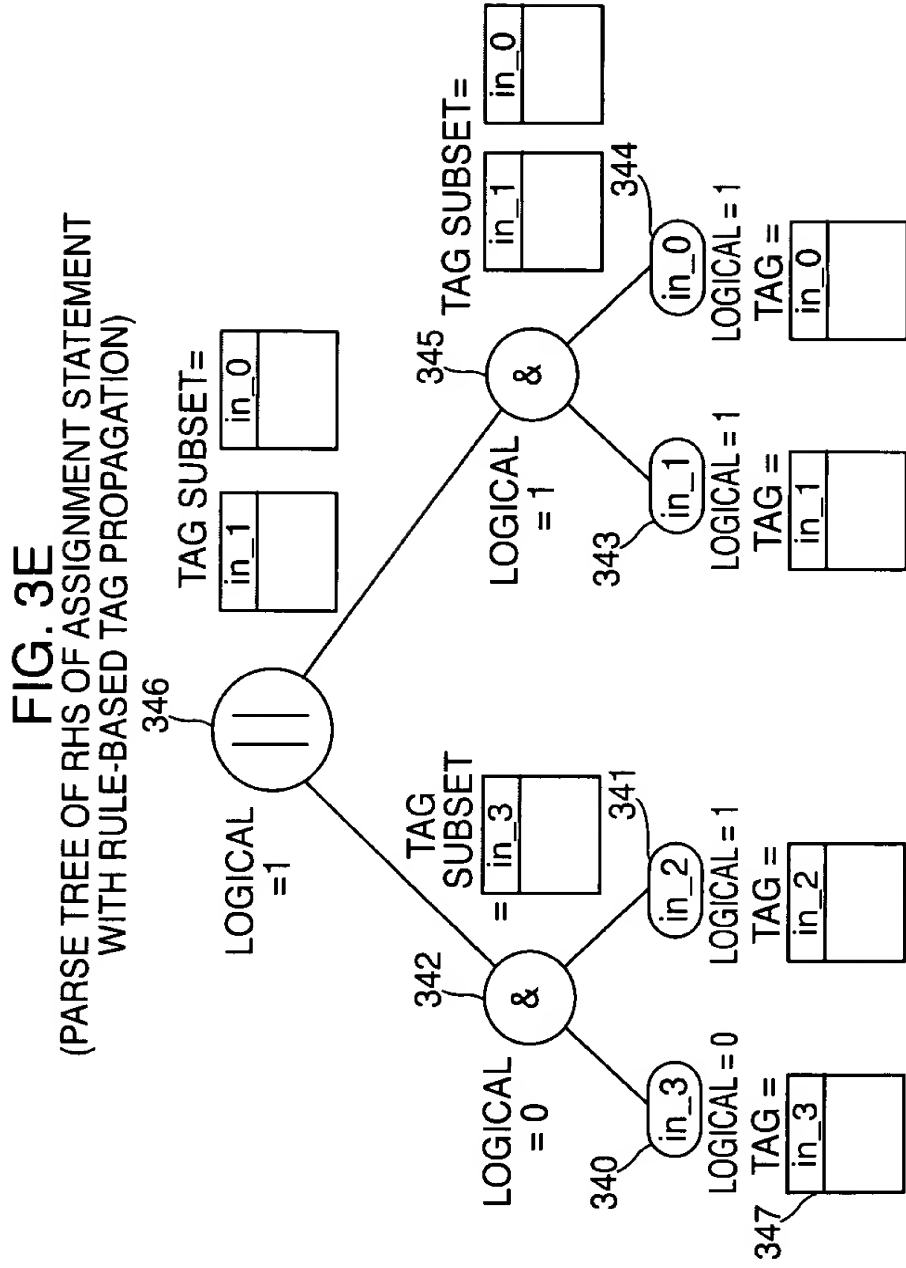 FIG. 3E
(PARSE TREE OF RHS OF ASSIGNMENT STATEMENT
WITH RULE-BASED TAG PROPAGATION)
346
||
LOGICAL
=1
TAG SUBSET=
in_1
in_0
342
&
LOGICAL
=0
TAG
SUBSET
=
in_3
345
&
LOGICAL
=1
TAG SUBSET=
in_1
in_0
340
in_3
LOGICAL=0
TAG=
in_3
347
341
in_2
LOGICAL=1
TAG=
in_2
343
in_1
LOGICAL=1
TAG=
in_1
344
in_0
LOGICAL=1
TAG=
in_0